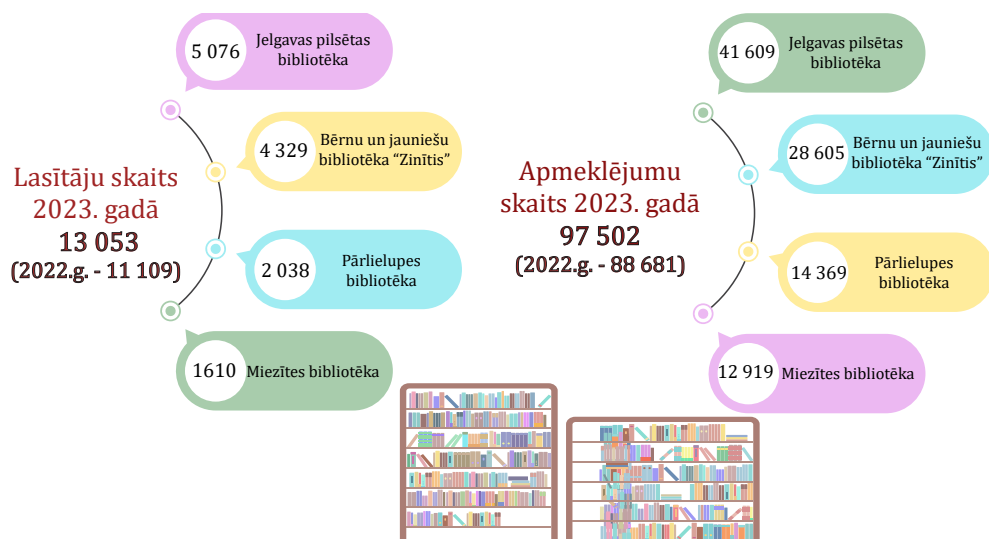 Lasītāju skaits
2023. gadā
13 053
(2022.g. - 11 109)
5 076
Jelgavas pilsētas
bibliotēka
4 329
Bērnu un jauniešu
bibliotēka “Zinītis”
2 038
Pārlielupes
bibliotēka
1610
Miezītes bibliotēka
Apmeklējumu
skaits 2023. gadā
97 502
(2022.g. - 88 681)
41 609
Jelgavas pilsētas
bibliotēka
28 605
Bērnu un jauniešu
bibliotēka “Zinītis”
14 369
Pārlielupes
bibliotēka
12 919
Miezītes bibliotēka